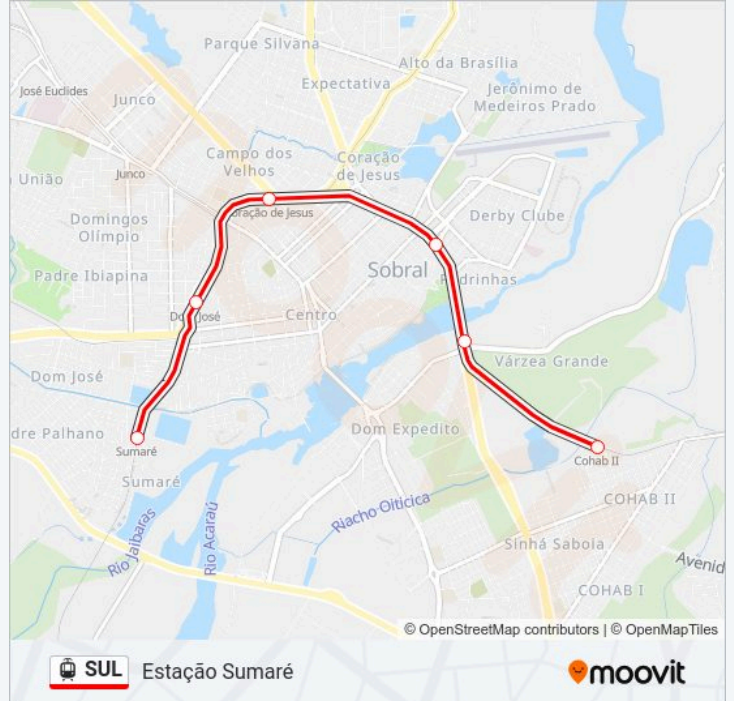 Parque Silvana
Alto da Brasília
Expectativa
José Euclides
Jerônimo de
Medeiros Prado
Junco
Campo dos
Velhos
Coração
de Jesus
Junco
o União
Coração de Jesus
Derby Clube
Domingos
Olímpio
Sobral
Pedrinhas
Padre Ibiapina
Centro
Dom José
Várzea Grande
Dom José
dre Palhano
Dom Expedito
Sumaré
Cohab II
Sumaré
COHAB II
Riacho Oiticica
Rio Jaibaras
Rio Acaraú
Sinhá Saboia
Avenid
COHAB I
© OpenStreetMap contributors | © OpenMapTiles
SUL Estação Sumaré
moovit